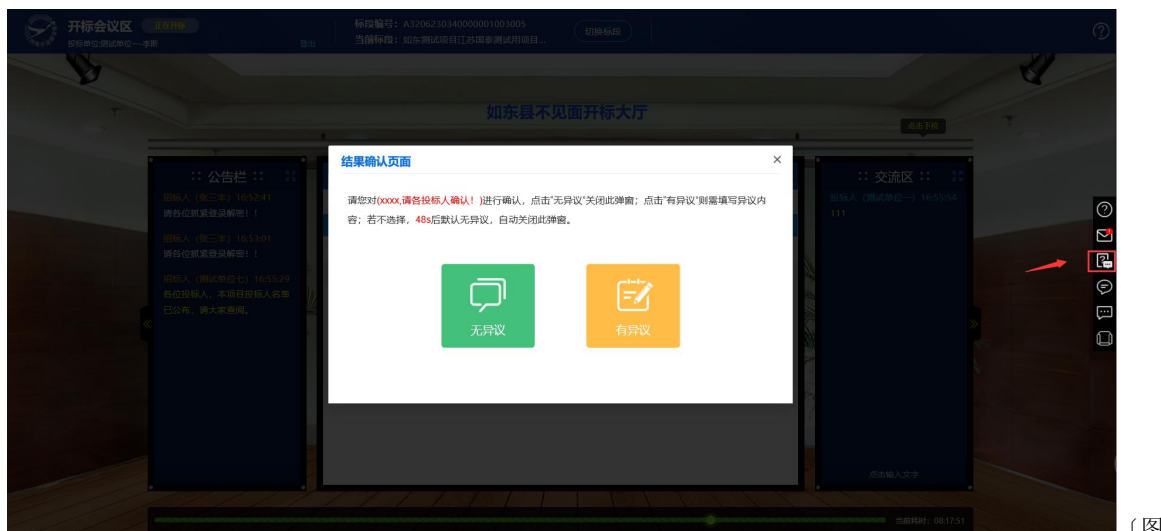 开标会议区 正在开标
投标单位:测试单位一-李斯
登出
标段编号：A3206230340000001003005
当前标段：如东测试项目江苏国泰测试用项目...
切换标段
如东县不见面开标大厅
点击下拉
:: 公告栏 ::
招标人（张三丰）16:52:41
请各位抓紧登录解密！！
招标人（张三丰）16:53:01
请各位抓紧登录解密！！
招标人（测试单位七）16:55:29
各位投标人，本项目投标人名单
已公布，请大家查阅。
结果确认页面
×
请您对(xxxx,请各投标人确认！)进行确认，点击“无异议”关闭此弹窗；点击“有异议”则需填写异议内
容；若不选择，48s后默认无异议，自动关闭此弹窗。
无异议
有异议
:: 交流区 ::
投标人（测试单位一）16:53:54
111
点击输入文字
当前耗时：08:17:51
（图